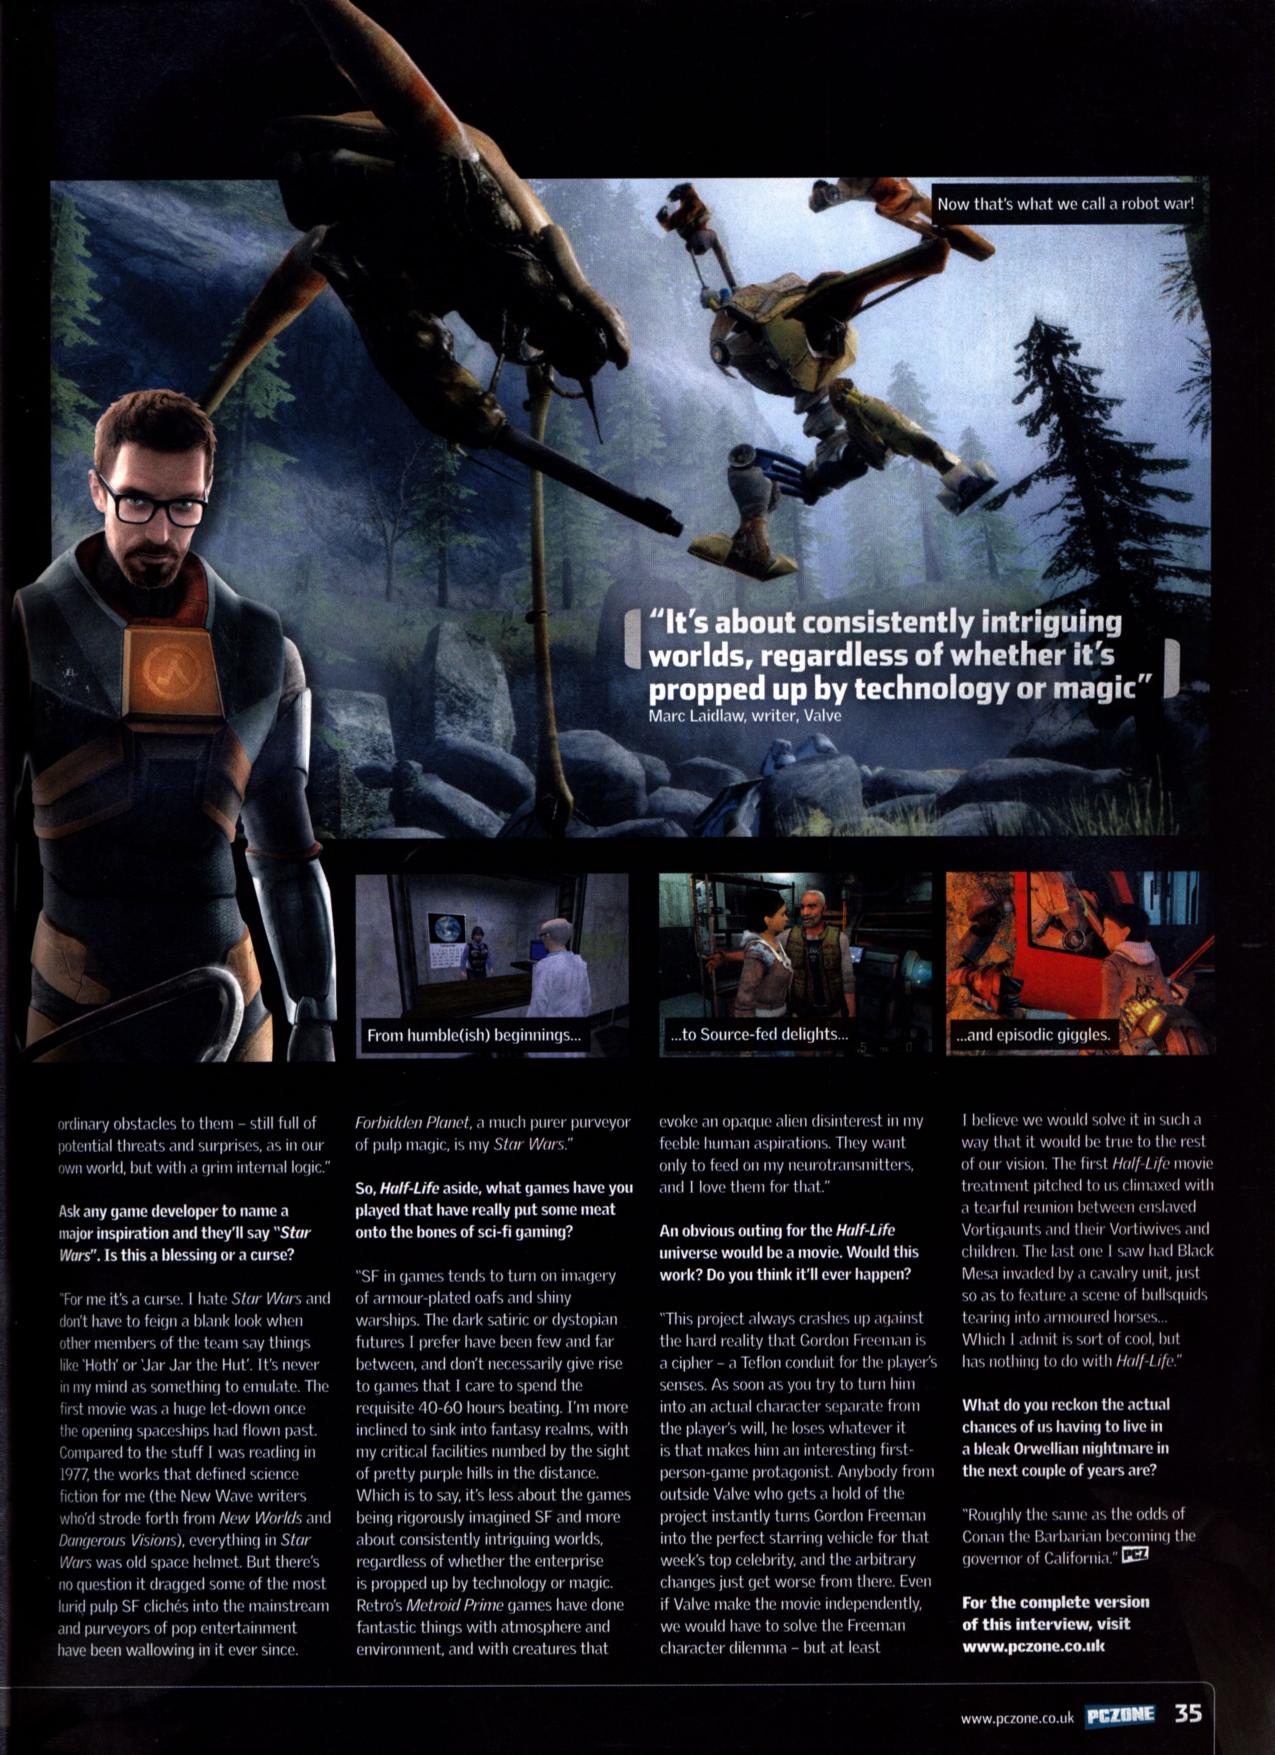 Now that's what we call a robot war!
"It's about consistently intriguing
worlds, regardless of whether it's
propped up by technology or magic"
Marc Laidlaw, writer, Valve
From humble(ish) beginnings...
...to Source-fed delights...
...and episodic giggles.
ordinary obstacles to them – still full of
potential threats and surprises, as in our
own world, but with a grim internal logic."
Ask any game developer to name a
major inspiration and they'll say "Star
Wars". Is this a blessing or a curse?
"For me it's a curse. I hate Star Wars and
don't have to feign a blank look when
other members of the team say things
like 'Hoth' or 'Jar Jar the Hut'. It's never
in my mind as something to emulate. The
first movie was a huge let-down once
the opening spaceships had flown past.
Compared to the stuff I was reading in
1977, the works that defined science
fiction for me (the New Wave writers
who'd strode forth from New Worlds and
Dangerous Visions), everything in Star
Wars was old space helmet. But there's
no question it dragged some of the most
lurid pulp SF clichés into the mainstream
and purveyors of pop entertainment
have been wallowing in it ever since.
Forbidden Planet, a much purer purveyor
of pulp magic, is my Star Wars."
So, Half-Life aside, what games have you
played that have really put some meat
onto the bones of sci-fi gaming?
"SF in games tends to turn on imagery
of armour-plated oafs and shiny
warships. The dark satiric or dystopian
futures I prefer have been few and far
between, and don't necessarily give rise
to games that I care to spend the
requisite 40-60 hours beating. I'm more
inclined to sink into fantasy realms, with
my critical facilities numbed by the sight
of pretty purple hills in the distance.
Which is to say, it's less about the games
being rigorously imagined SF and more
about consistently intriguing worlds,
regardless of whether the enterprise
is propped up by technology or magic.
Retro's Metroid Prime games have done
fantastic things with atmosphere and
environment, and with creatures that
evoke an opaque alien disinterest in my
feeble human aspirations. They want
only to feed on my neurotransmitters,
and I love them for that."
An obvious outing for the Half-Life
universe would be a movie. Would this
work? Do you think it'll ever happen?
"This project always crashes up against
the hard reality that Gordon Freeman is
a cipher – a Teflon conduit for the player's
senses. As soon as you try to turn him
into an actual character separate from
the player's will, he loses whatever it
is that makes him an interesting first-
person-game protagonist. Anybody from
outside Valve who gets a hold of the
project instantly turns Gordon Freeman
into the perfect starring vehicle for that
week's top celebrity, and the arbitrary
changes just get worse from there. Even
if Valve make the movie independently,
we would have to solve the Freeman
character dilemma – but at least
I believe we would solve it in such a
way that it would be true to the rest
of our vision. The first Half-Life movie
treatment pitched to us climaxed with
a tearful reunion between enslaved
Vortigaunts and their Vortiwives and
children. The last one I saw had Black
Mesa invaded by a cavalry unit, just
so as to feature a scene of bullsquids
tearing into armoured horses...
Which I admit is sort of cool, but
has nothing to do with Half-Life."
What do you reckon the actual
chances of us having to live in
a bleak Orwellian nightmare in
the next couple of years are?
"Roughly the same as the odds of
Conan the Barbarian becoming the
governor of California." PCZ
For the complete version
of this interview, visit
www.pczone.co.uk
www.pczone.co.uk PCZONE 35